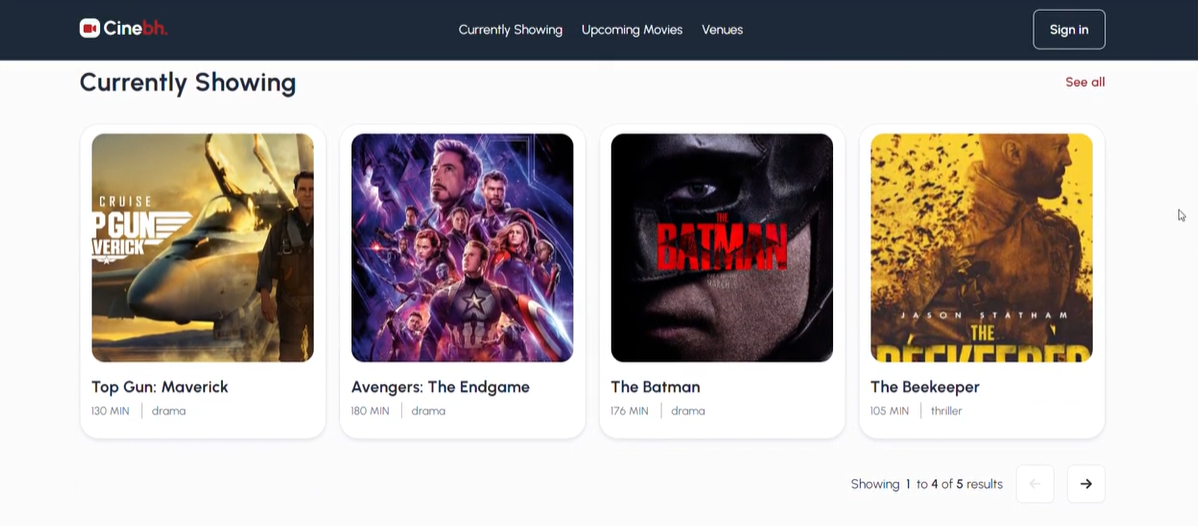 Cinebh.
Currently Showing Upcoming Movies Venues
Sign in
Currently Showing
See all
CRUISE
P GUN
VERICK
THE
BATMAN
MARCH
JASON STATHAM
THE
BEEKEEPER
Top Gun: Maverick
130 MIN drama
Avengers: The Endgame
180 MIN drama
The Batman
176 MIN drama
The Beekeeper
105 MIN thriller
Showing 1 to 4 of 5 results